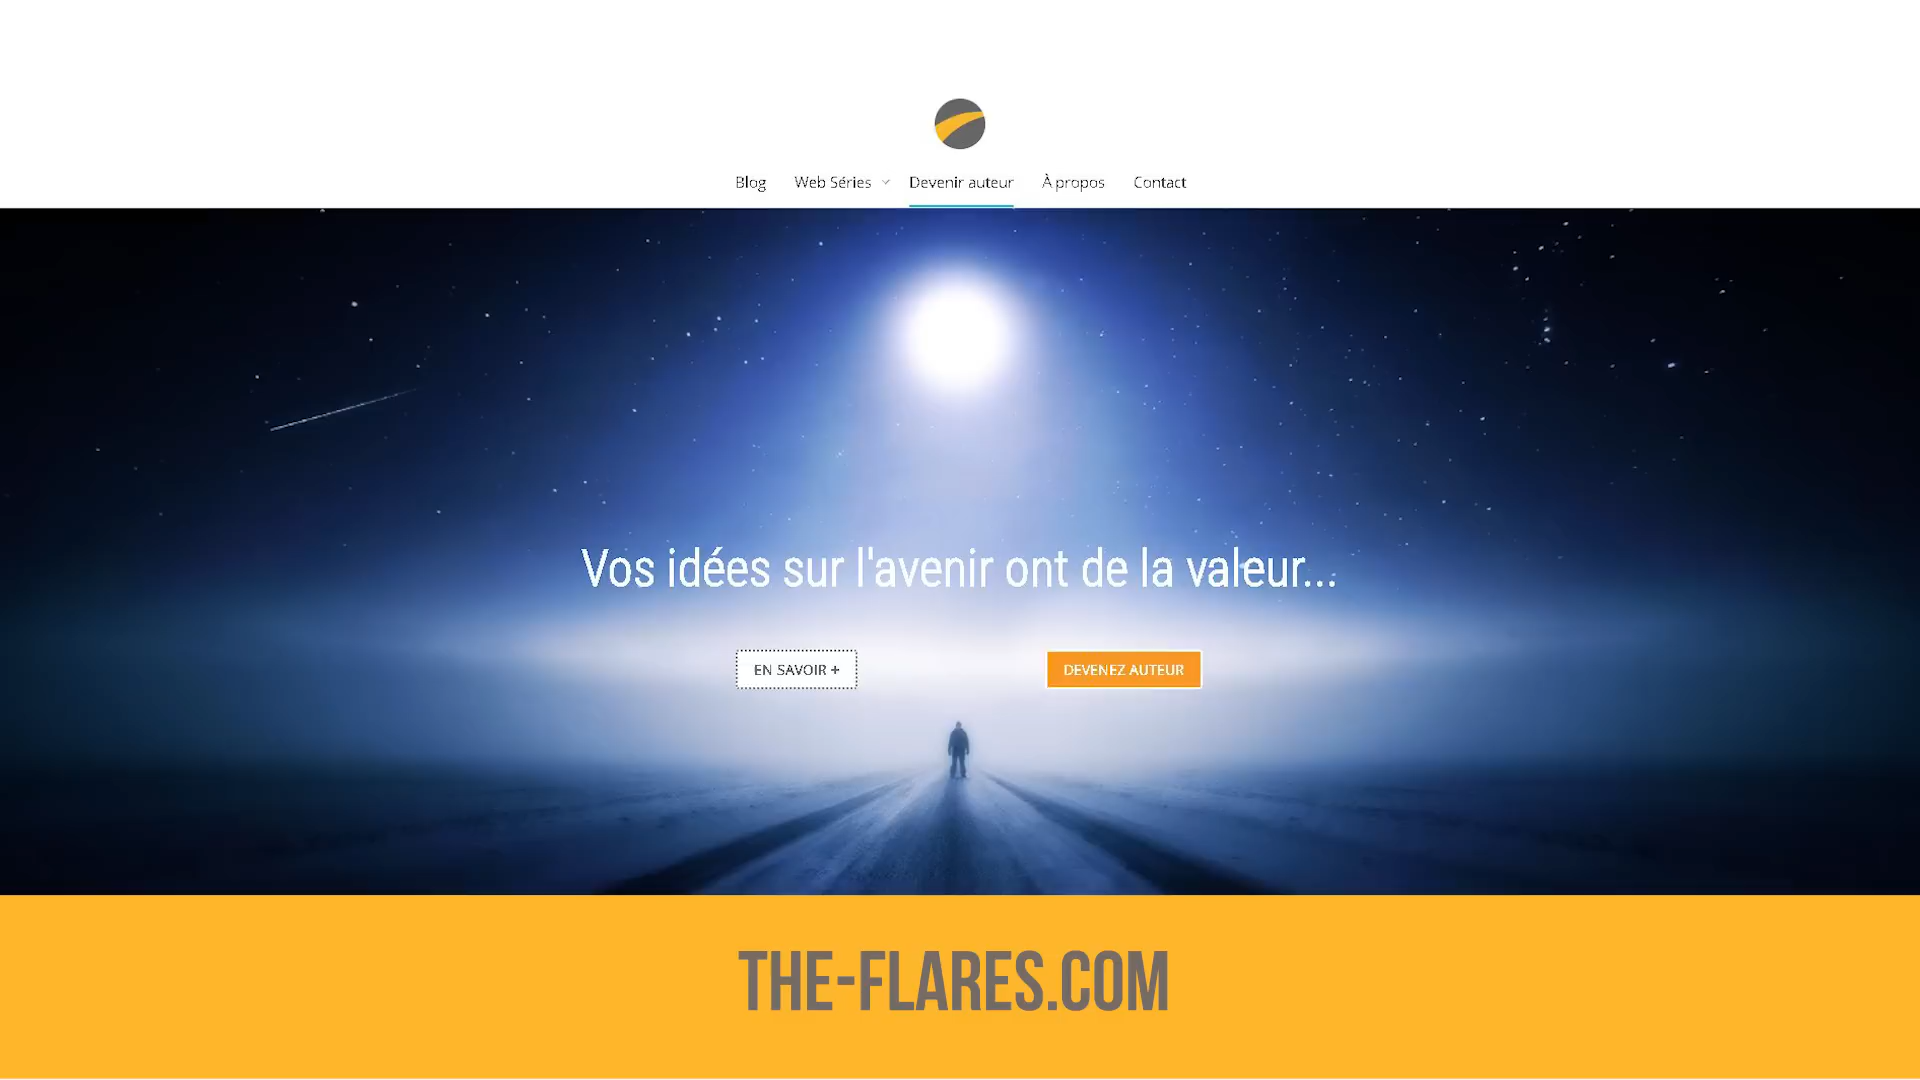 Blog Web Séries Devenir auteur À propos Contact
Vos idées sur l'avenir ont de la valeur...
EN SAVOIR + DEVENEZ AUTEUR
THE-FLARES.COM